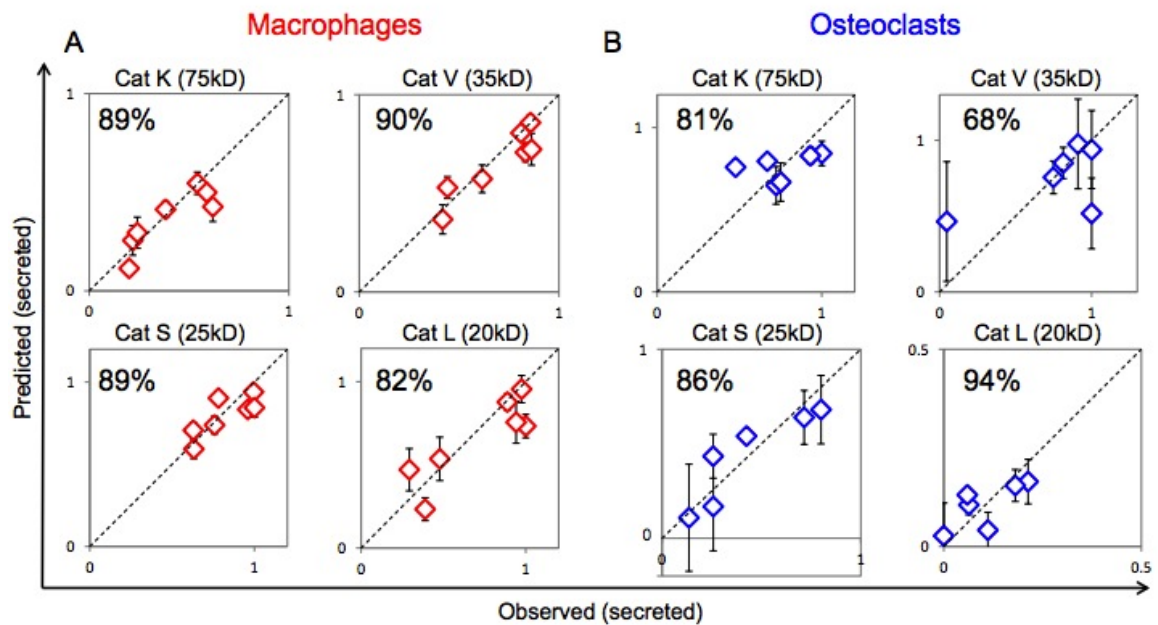 Macrophages
Osteoclasts
A
B
Cat K (75kD)
Cat V (35kD)
Cat K (75kD)
Cat V (35kD)
1
1
89%
90%
81%
68%
1
1
0
0
0
0
0
1
0
1
0
1
0
1
Cat S (25kD)
Cat L (20kD)
Cat S (25kD)
Cat L (20kD)
1
0.5
89%
82%
86%
94%
1
1
0
0
0
0
0
1
0
1
0
1
0
0.5
Predicted (secreted)
Observed (secreted)